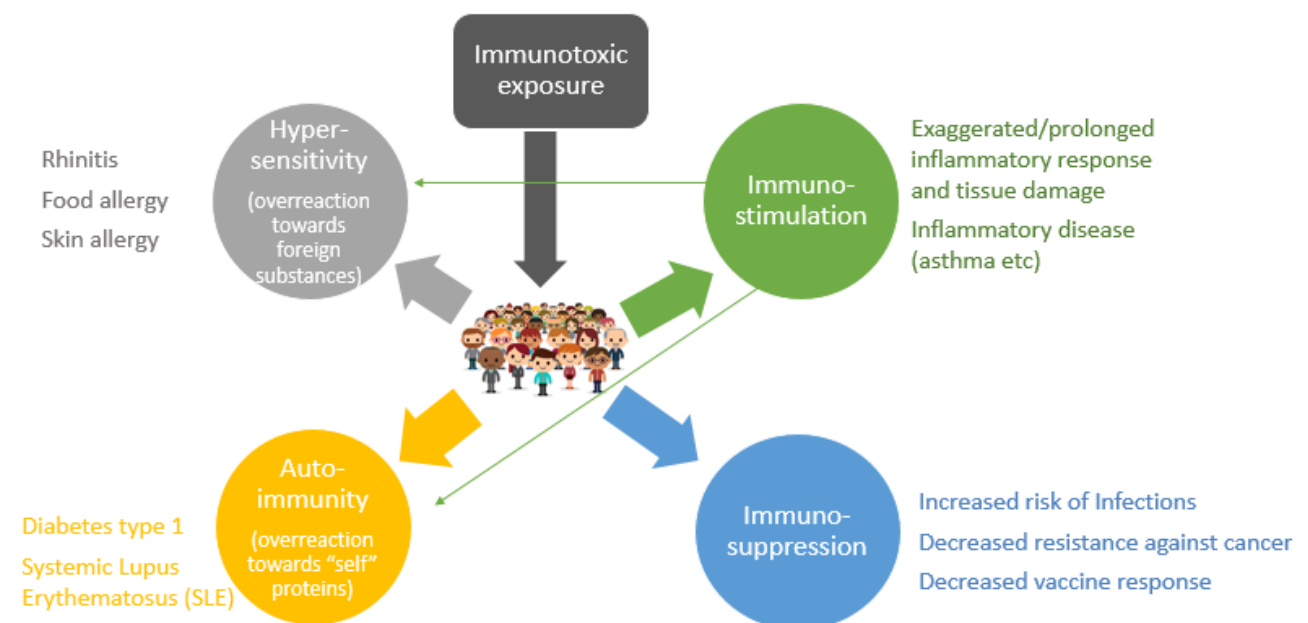 Immunotoxic
exposure
Hyper-
sensitivity
(overreaction
towards
foreign
substances)
Rhinitis
Food allergy
Skin allergy
Immuno-
stimulation
Exaggerated/prolonged
inflammatory response
and tissue damage
Inflammatory disease
(asthma etc)
Auto-
immunity
(overreaction
towards “self”
proteins)
Diabetes type 1
Systemic Lupus
Erythematosus (SLE)
Immuno-
suppression
Increased risk of Infections
Decreased resistance against cancer
Decreased vaccine response